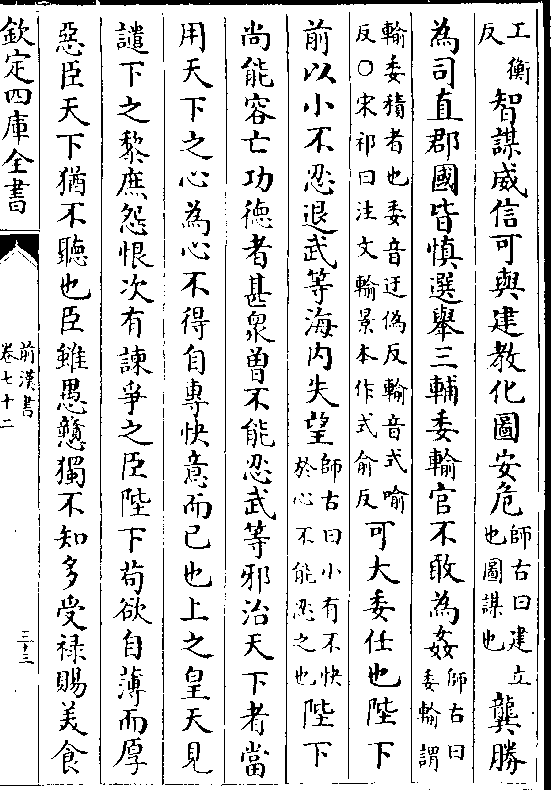 工衡
反
智謀威信可與建教化圖安危
師古曰建立
也圖謀也
龔勝
為司直郡國皆慎選舉三輔委輸官不敢為姦
師古曰
委輸謂
輸委積者也委音迂偽反輸音式喻
反○宋祁曰注文輸景本作式俞反
可大委任也陛下
前以小不忍退武等海内失望
師古曰小有不快
於心不能忍之也
陛下
尚能容亡功德者甚衆曽不能忍武等邪治天下者當
用天下之心為心不得自專快意而已也上之皇天見
譴下之黎庶怨恨次有諫爭之臣陛下苟欲自薄而厚
惡臣天下猶不聽也臣雖愚戇獨不知多受禄賜美食
欽定四庫全書
前漢書
卷七十二
三十三